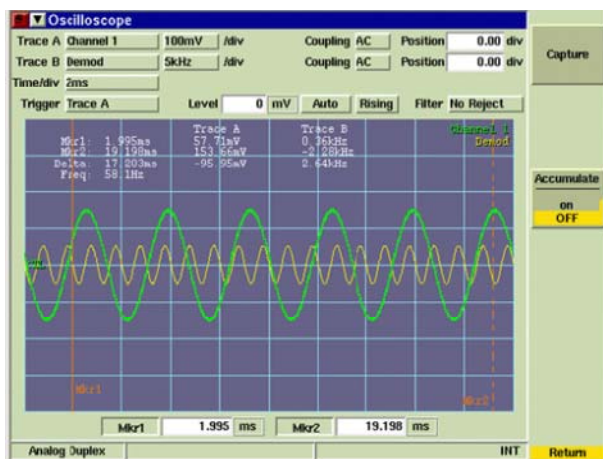 Oscilloscope
Trace A Channel 1 100mV /div Coupling AC Position 0.00 div
Trace B Demod 5kHz /div Coupling AC Position 0.00 div
Time/div 2ms
Trigger Trace A Level 0 mV Auto Rising Filter No Reject
Trace A Trace B Channel 1
Mkr1: 1.995ms 57.71mV 0.36kHz Demod
Mkr2: 19.198ms 153.66mV -2.28kHz
Delta: 17.203ms -95.95mV 2.64kHz
Freq: 58.1Hz
Mkr1 Mkr2
Mkr1 1.995 ms Mkr2 19.198 ms
Analog Duplex INT
Capture
Accumulate
on
OFF
Return